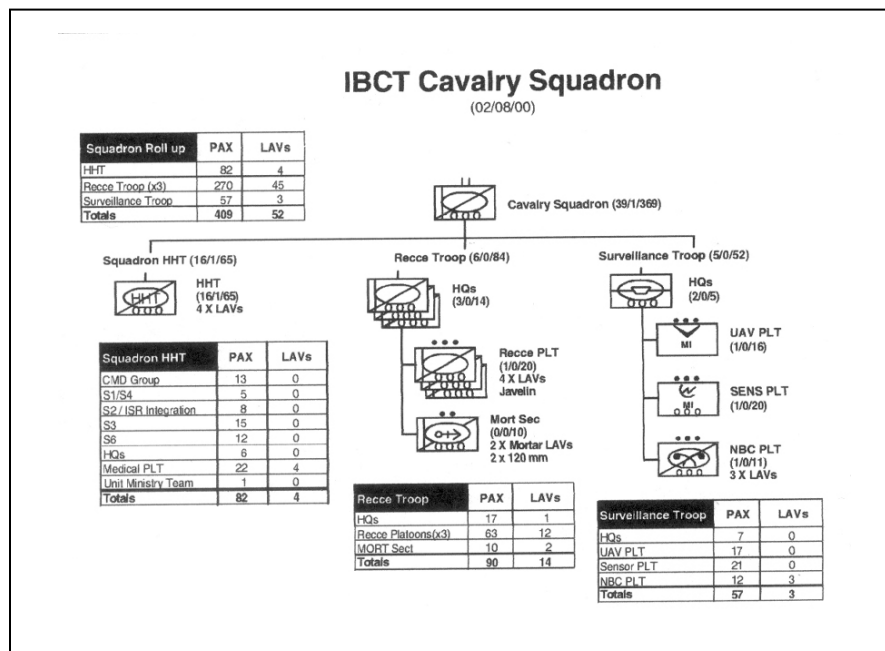 IBCT Cavalry Squadron
(02/08/00)
Squadron Roll up PAX LAVs
HHT 82 4
Recce Troop (x3) 270 45
Surveillance Troop 57 3
Totals 409 52
Cavalry Squadron (39/1/369)
Squadron HHT (16/1/65)
HHT
HHT
(16/1/65)
4 X LAVs
Recce Troop (6/0/84)
HQs
(3/0/14)
Recce PLT
(1/0/20)
4 X LAVs
Javelin
Mort Sec
(0/0/10)
2 X Mortar LAVs
2 x 120 mm
Surveillance Troop (5/0/52)
HQs
(2/0/5)
MI
UAV PLT
(1/0/16)
MI
SENS PLT
(1/0/20)
NBC PLT
(1/0/11)
3 X LAVs
Squadron HHT PAX LAVs
CMD Group 13 0
S1/S4 5 0
S2 / ISR Integration 8 0
S3 15 0
S6 12 0
HQs 6 0
Medical PLT 22 4
Unit Ministry Team 1 0
Totals 82 4
Recce Troop PAX LAVs
HQs 17 1
Recce Platoons(x3) 63 12
MORT Sect 10 2
Totals 90 14
Surveillance Troop PAX LAVs
HQs 7 0
UAV PLT 17 0
Sensor PLT 21 0
NBC PLT 12 3
Totals 57 3